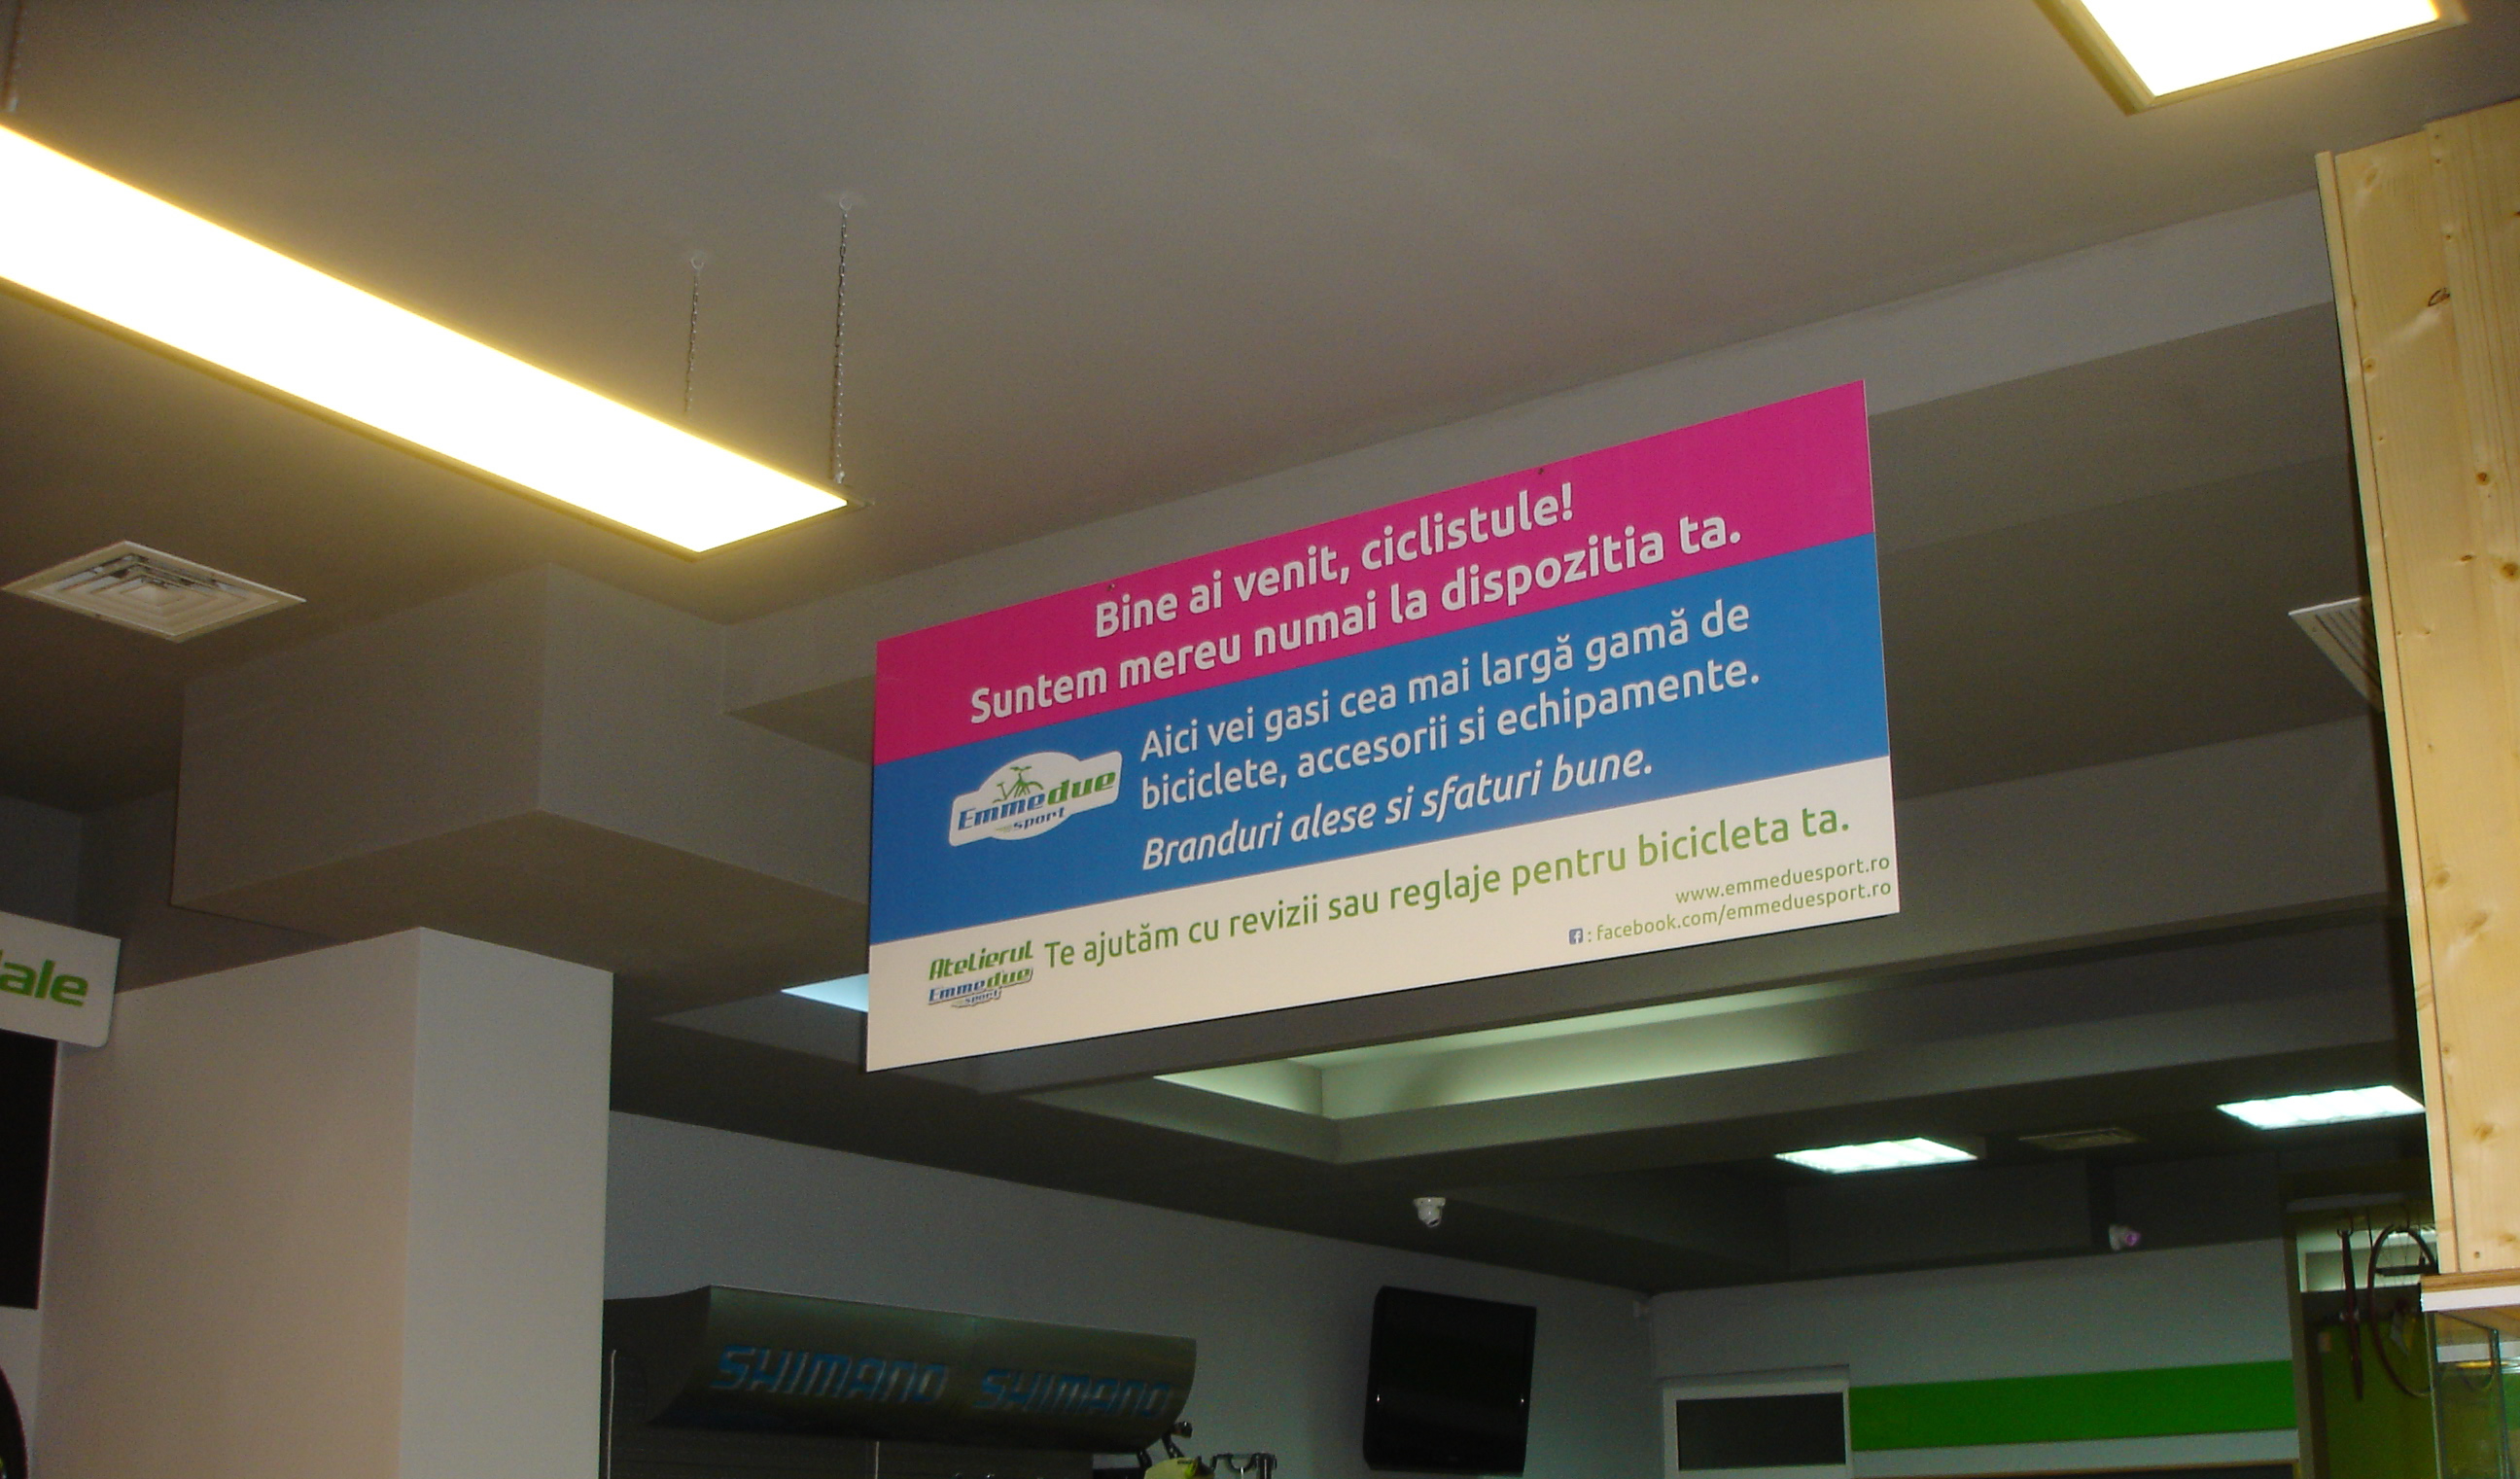 Bine ai venit, ciclistule!
Suntem mereu numai la dispozitia ta.
Aici vei gasi cea mai largă gamă de
biciclete, accesorii si echipamente.
Branduri alese si sfaturi bune.
Emmedue
sport
Te ajutăm cu revizii sau reglaje pentru bicicleta ta.
Atelierul
Emmedue
sport
www.emmeduesport.ro
: facebook.com/emmeduesport.ro
ale
SHIMANO SHIMANO